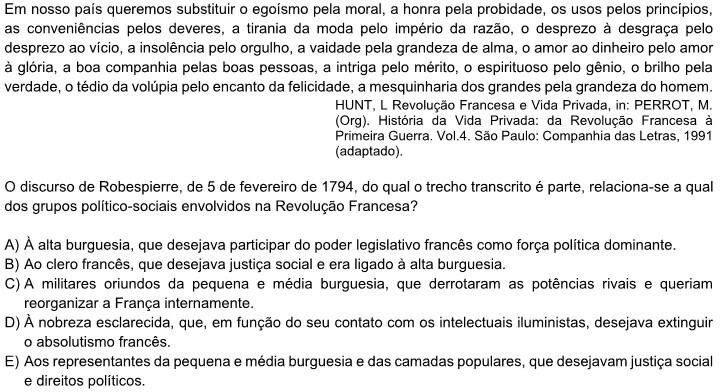 Em nosso país queremos substituir o egoísmo pela moral, a honra pela probidade, os usos pelos princípios,
as conveniências pelos deveres, a tirania da moda pelo império da razão, o desprezo à desgraça pelo
desprezo ao vício, a insolência pelo orgulho, a vaidade pela grandeza de alma, o amor ao dinheiro pelo amor
à glória, a boa companhia pelas boas pessoas, a intriga pelo mérito, o espirituoso pelo gênio, o brilho pela
verdade, o tédio da volúpia pelo encanto da felicidade, a mesquinharia dos grandes pela grandeza do homem.
HUNT, L Revolução Francesa e Vida Privada, in: PERROT, M.
(Org). História da Vida Privada: da Revolução Francesa à
Primeira Guerra. Vol.4. São Paulo: Companhia das Letras, 1991
(adaptado).
O discurso de Robespierre, de 5 de fevereiro de 1794, do qual o trecho transcrito é parte, relaciona-se a qual
dos grupos político-sociais envolvidos na Revolução Francesa?
A) À alta burguesia, que desejava participar do poder legislativo francês como força política dominante.
B) Ao clero francês, que desejava justiça social e era ligado à alta burguesia.
C) A militares oriundos da pequena e média burguesia, que derrotaram as potências rivais e queriam
reorganizar a França internamente.
D) À nobreza esclarecida, que, em função do seu contato com os intelectuais iluministas, desejava extinguir
o absolutismo francês.
E) Aos representantes da pequena e média burguesia e das camadas populares, que desejavam justiça social
e direitos políticos.